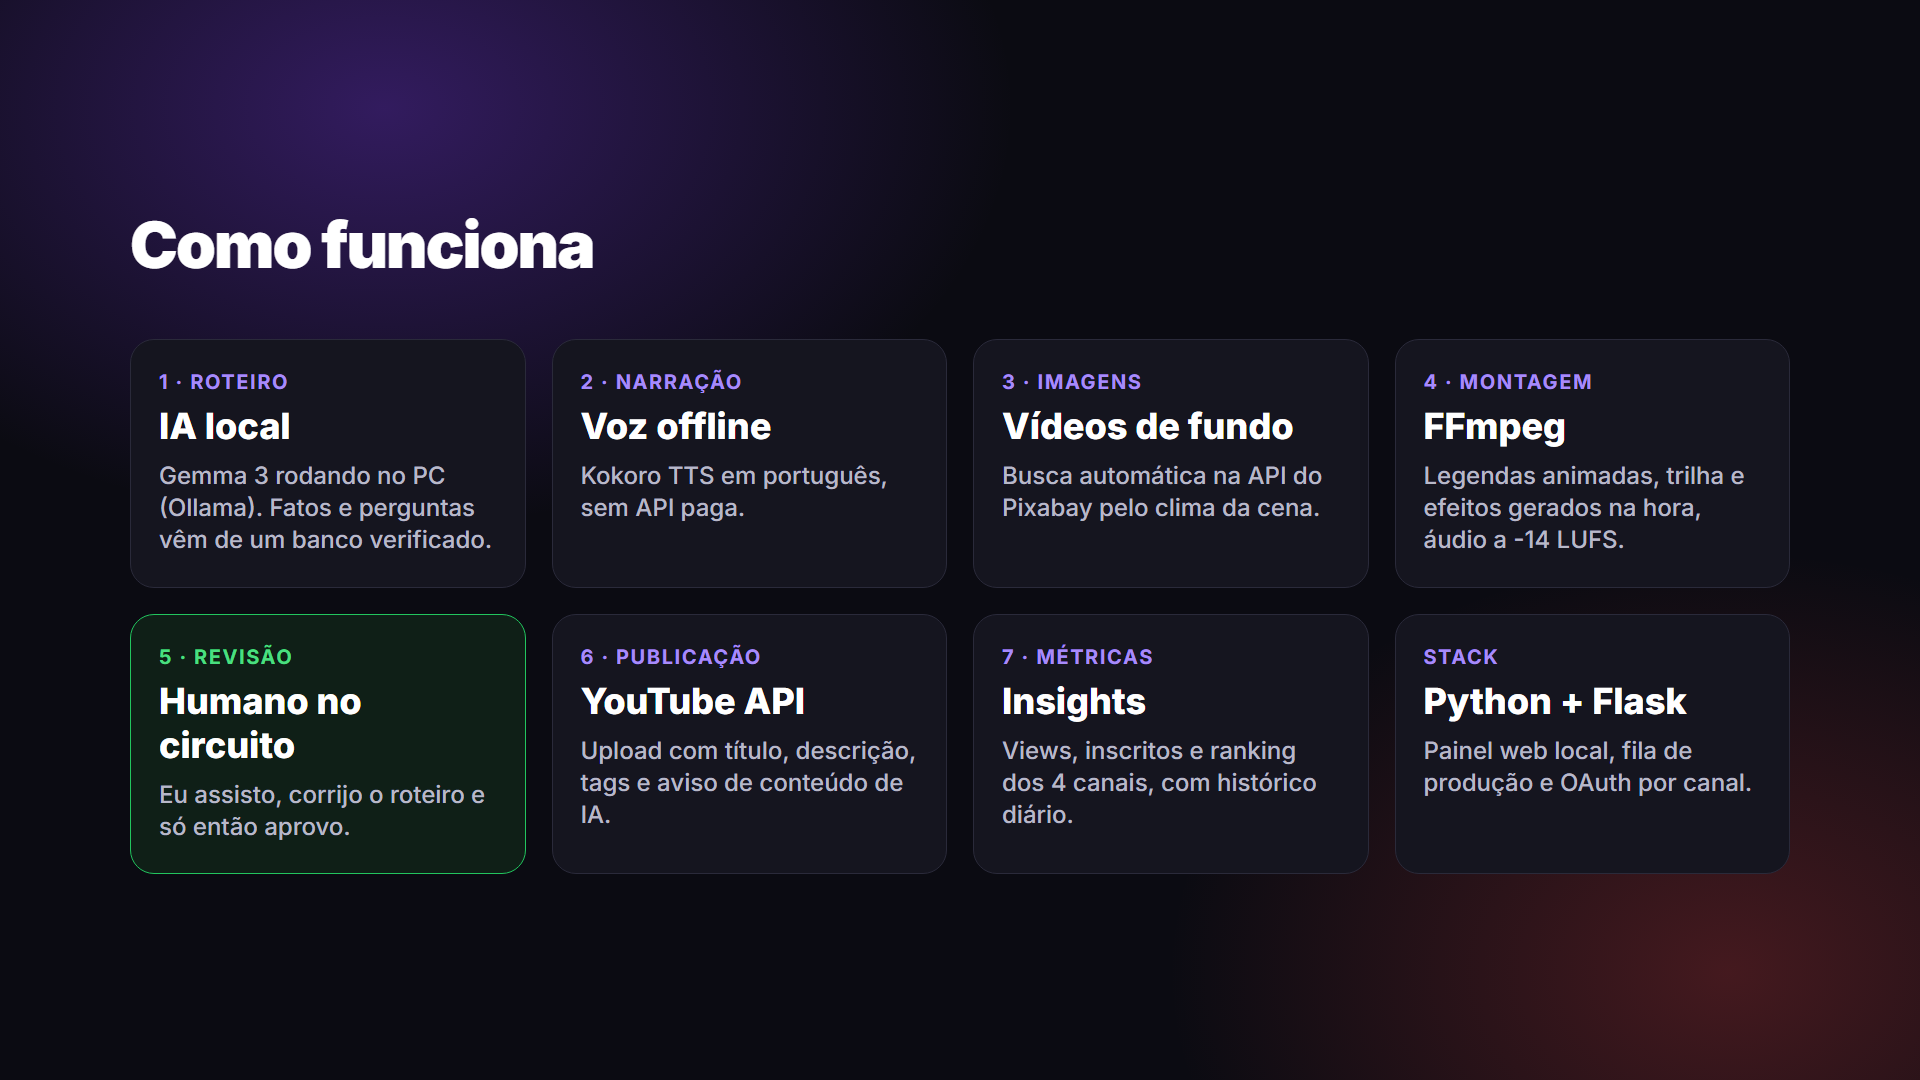 Como funciona
1 · ROTEIRO
IA local
Gemma 3 rodando no PC
(Ollama). Fatos e perguntas
vêm de um banco verificado.
2 · NARRAÇÃO
Voz offline
Kokoro TTS em português,
sem API paga.
3 · IMAGENS
Vídeos de fundo
Busca automática na API do
Pixabay pelo clima da cena.
4 · MONTAGEM
FFmpeg
Legendas animadas, trilha e
efeitos gerados na hora,
áudio a -14 LUFS.
5 · REVISÃO
Humano no
circuito
Eu assisto, corrijo o roteiro e
só então aprovo.
6 · PUBLICAÇÃO
YouTube API
Upload com título, descrição,
tags e aviso de conteúdo de
IA.
7 · MÉTRICAS
Insights
Views, inscritos e ranking
dos 4 canais, com histórico
diário.
STACK
Python + Flask
Painel web local, fila de
produção e OAuth por canal.